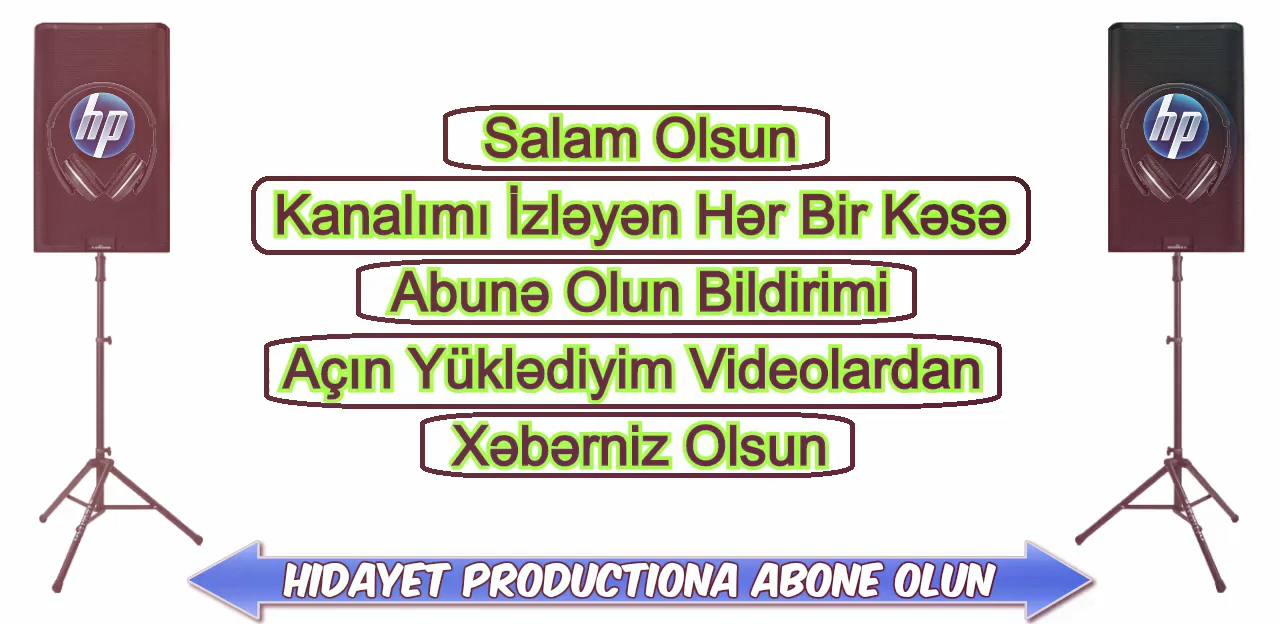 hp
hp
Salam Olsun
Kanalımı İzləyən Hər Bir Kəsə
Abunə Olun Bildirimi
Açın Yüklədiyim Videolardan
Xəbərniz Olsun
HIDAYET PRODUCTIONA ABONE OLUN